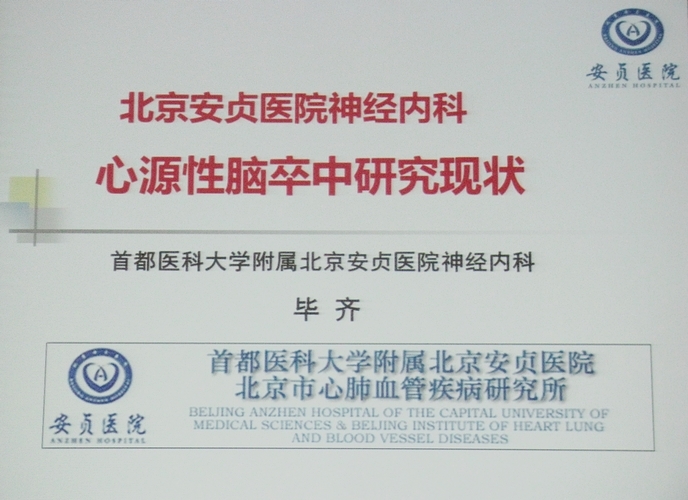 安贞医院
ANZHEN HOSPITAL
北京安贞医院神经内科
心源性脑卒中研究现状
首都医科大学附属北京安贞医院神经内科
毕 齐
安贞医院
ANZHEN HOSPITAL
首都医科大学附属北京安贞医院
北京市心肺血管疾病研究所
BEIJING ANZHEN HOSPITAL OF THE CAPITAL UNIVERSITY OF
MEDICAL SCIENCES & BEIJING INSTITUTE OF HEART LUNG
AND BLOOD VESSEL DISEASES